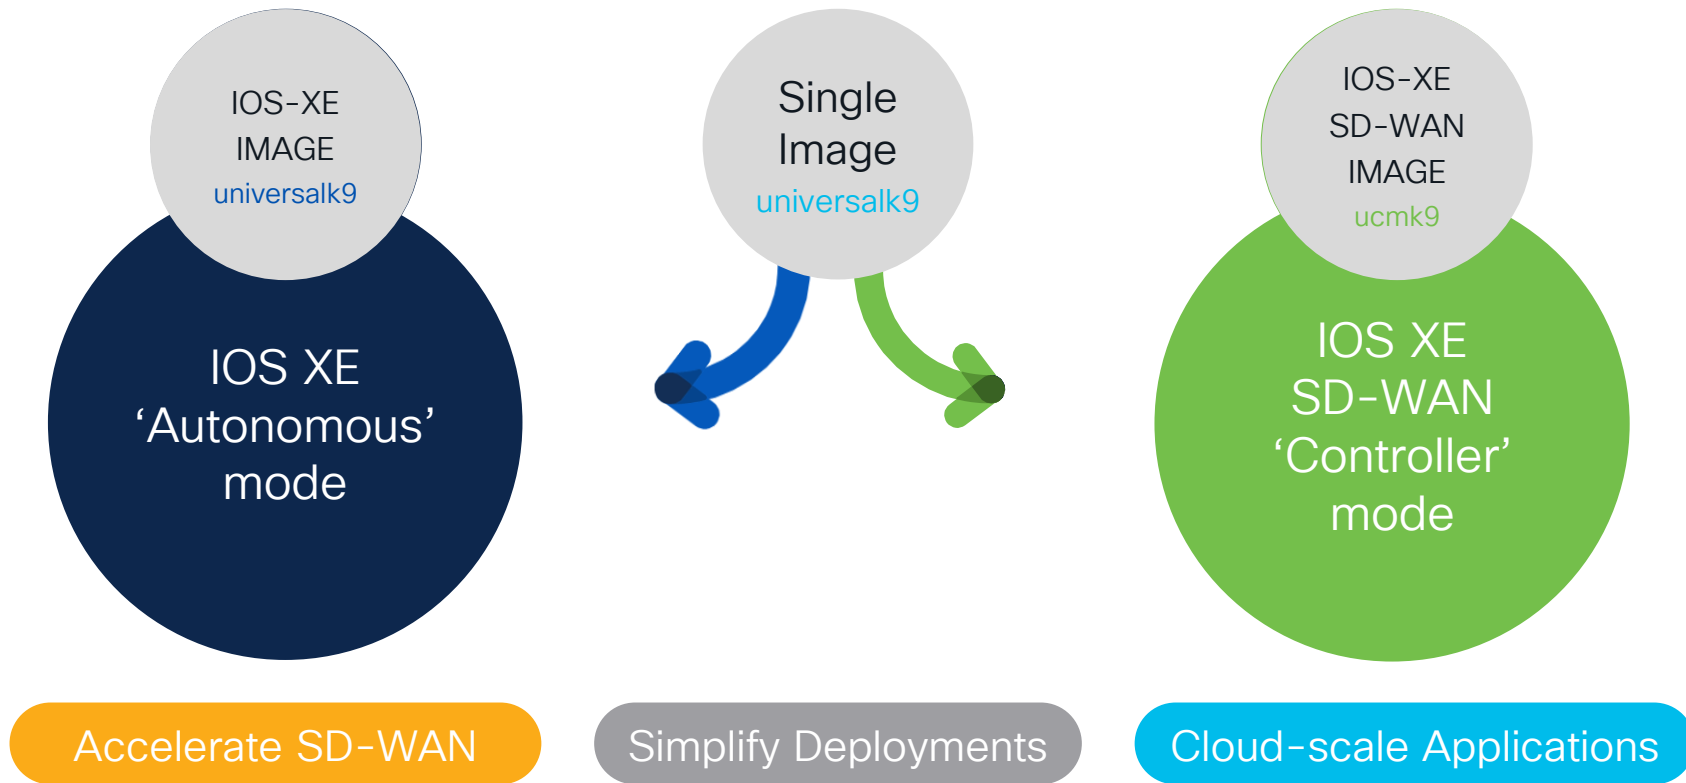 IOS-XE
IMAGE
universalk9
IOS XE
‘Autonomous’
mode
Single
Image
universalk9
IOS-XE
SD-WAN
IMAGE
ucmk9
IOS XE
SD-WAN
‘Controller’
mode
Accelerate SD-WAN
Simplify Deployments
Cloud-scale Applications